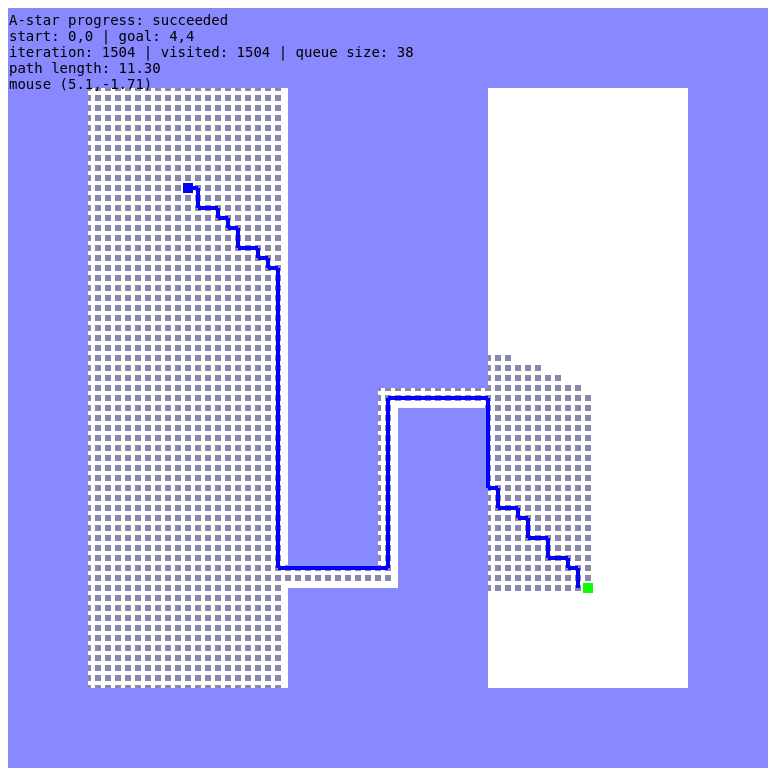 A-star progress: succeeded
start: 0,0 | goal: 4,4
iteration: 1504 | visited: 1504 | queue size: 38
path length: 11.30
mouse (5.1,-1.71)